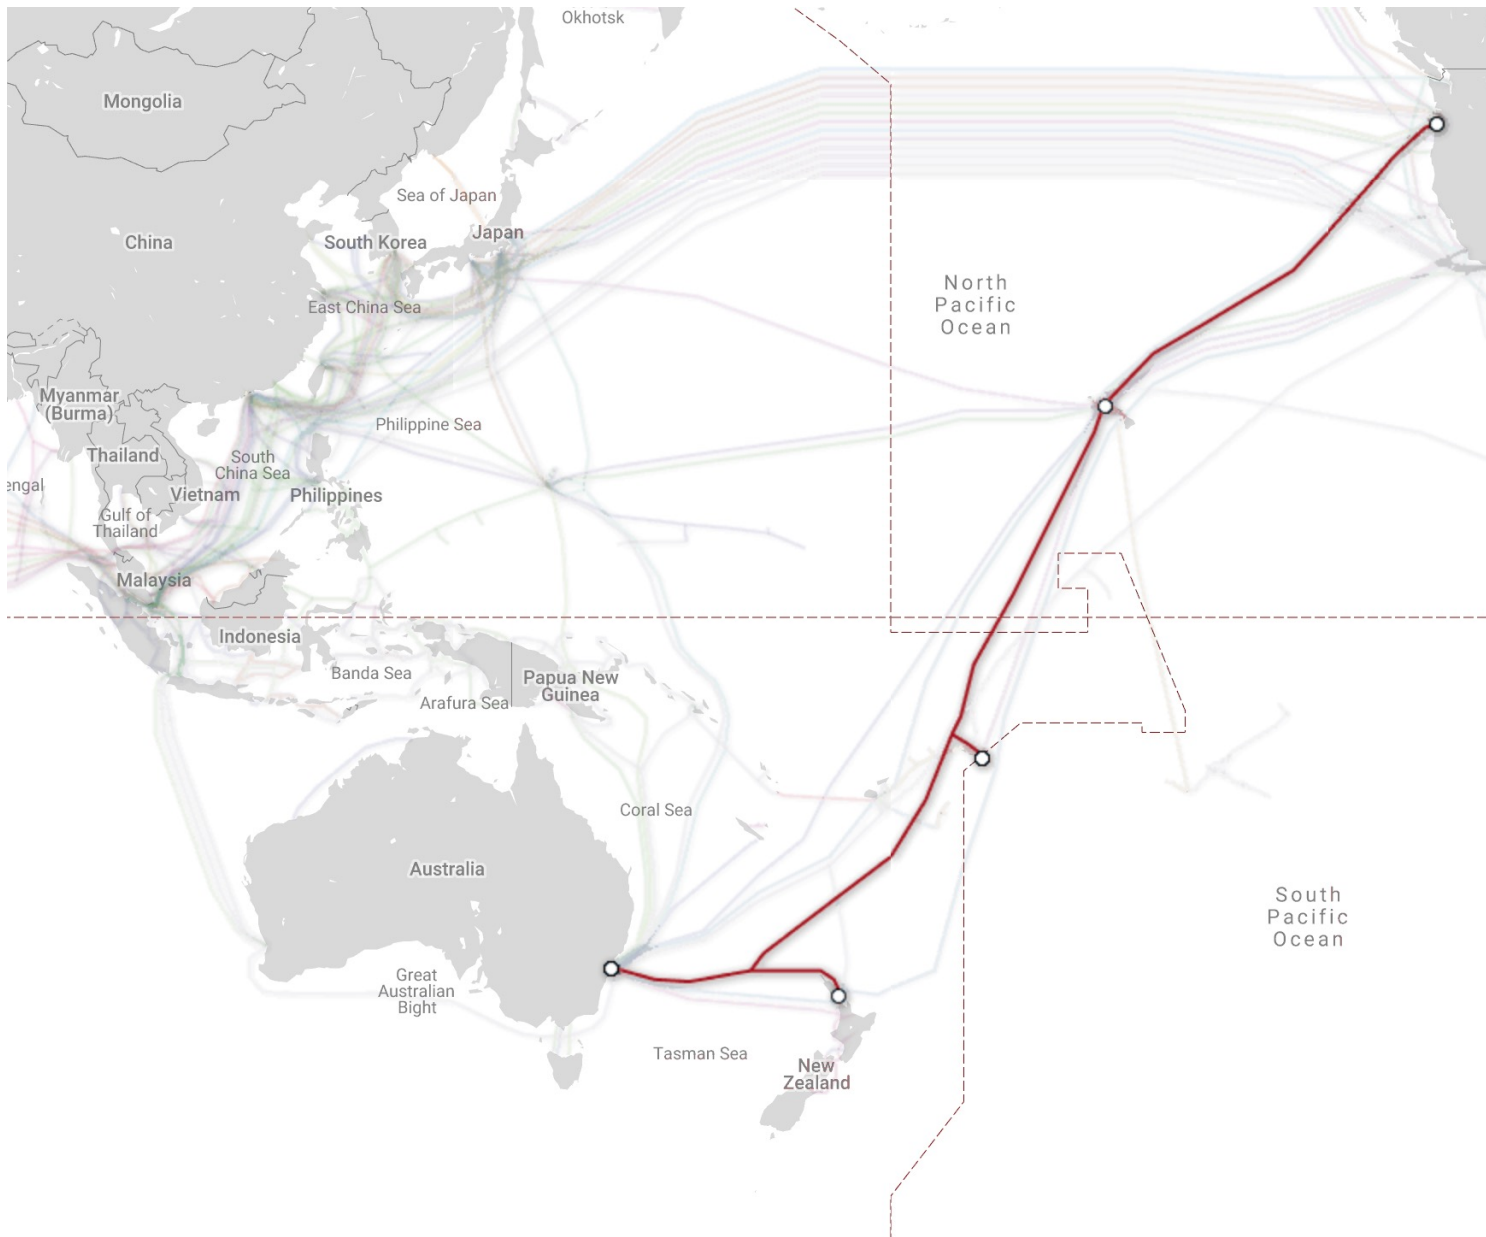 Okhotsk
Mongolia
Sea of Japan
Japan
South Korea
China
North
Pacific
Ocean
East China Sea
Myanmar
(Burma)
Philippine Sea
Thailand
South
China Sea
engal
Vietnam
Philippines
Gulf of
Thailand
Malaysia
Indonesia
Banda Sea
Papua New
Guinea
Arafura Sea
Coral Sea
Australia
South
Pacific
Ocean
Great
Australian
Bight
Tasman Sea
New
Zealand